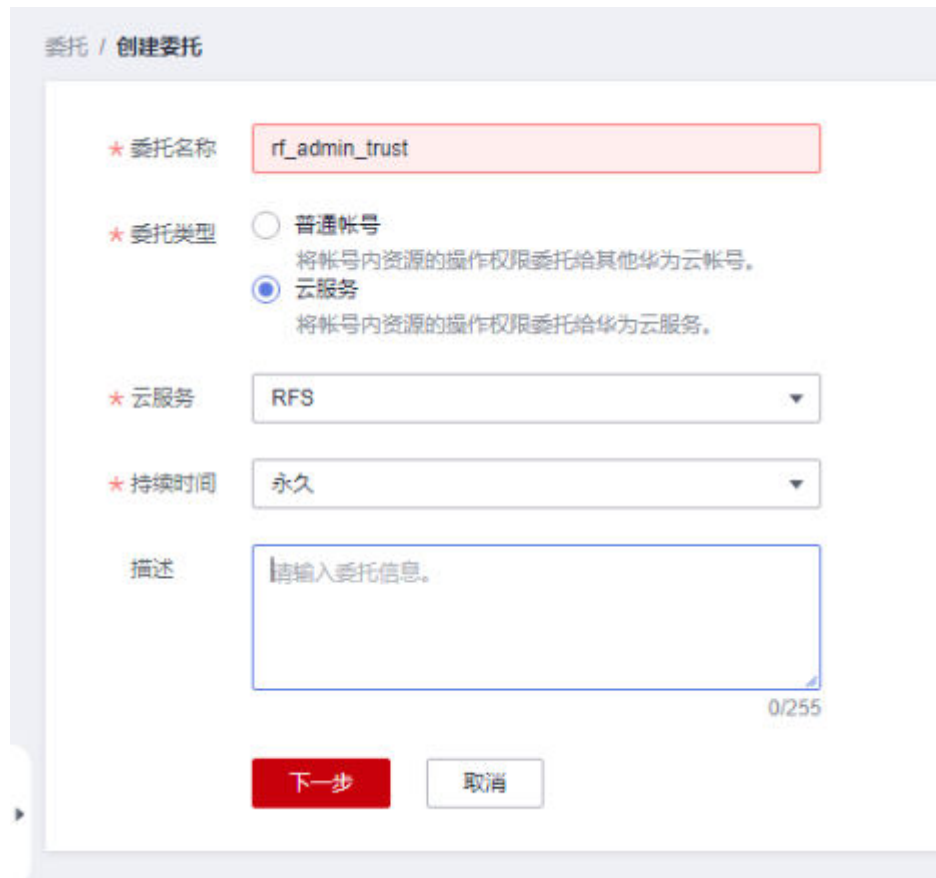 委托 / 创建委托
* 委托名称 rf_admin_trust
* 委托类型 普通帐号
将帐号内资源的操作权限委托给其他华为云帐号。
云服务
将帐号内资源的操作权限委托给华为云服务。
* 云服务 RFS
* 持续时间 永久
描述 请输入委托信息。
0/255
下一步 取消